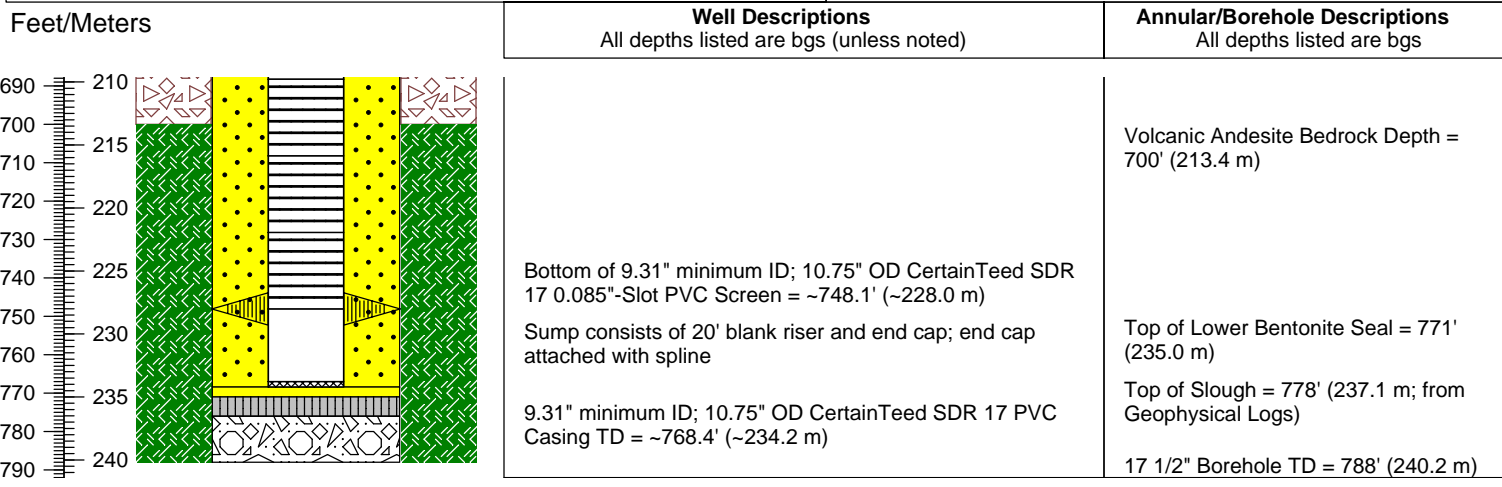 Feet/Meters
Well Descriptions
All depths listed are bgs (unless noted)
Annular/Borehole Descriptions
All depths listed are bgs
690
210
700
215
710
720
220
730
740
225
750
230
760
770
235
780
240
790
Bottom of 9.31" minimum ID; 10.75" OD CertainTeed SDR
17 0.085"-Slot PVC Screen = ~748.1' (~228.0 m)
Sump consists of 20' blank riser and end cap; end cap
attached with spline
9.31" minimum ID; 10.75" OD CertainTeed SDR 17 PVC
Casing TD = ~768.4' (~234.2 m)
Volcanic Andesite Bedrock Depth =
700' (213.4 m)
Top of Lower Bentonite Seal = 771'
(235.0 m)
Top of Slough = 778' (237.1 m; from
Geophysical Logs)
17 1/2" Borehole TD = 788' (240.2 m)